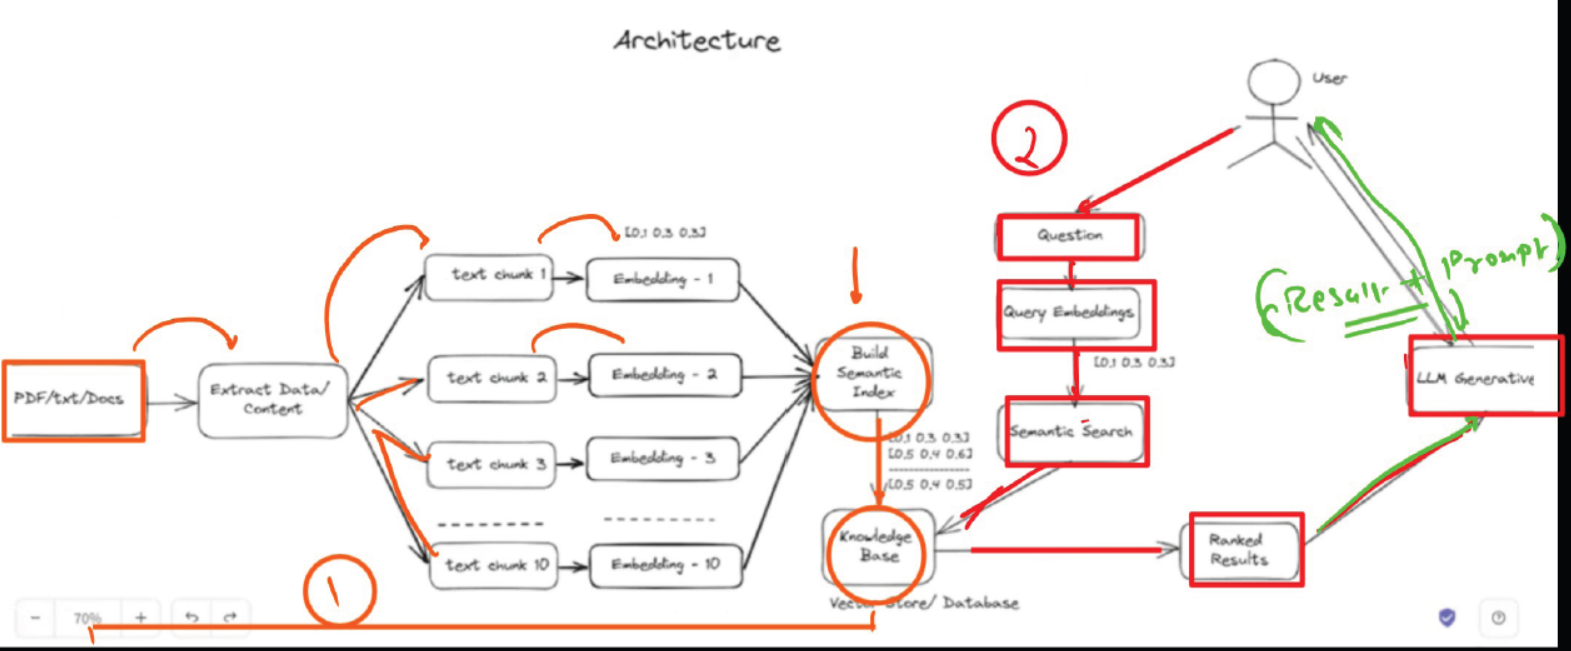 Architecture
User
2
[0.1 0.3 0.3]
Question
text chunk 1
Embedding - 1
Query Embeddings
(Result + Prompt)
[0.1 0.3 0.3]
Build
Semantic
Index
text chunk 2
Embedding - 2
LLM Generative
PDF/txt/Docs
Extract Data/
Content
Semantic Search
[0.1 0.3 0.3]
[0.5 0.4 0.6]
----------------
[0.5 0.4 0.5]
text chunk 3
Embedding - 3
Knowledge
Base
Ranked
Results
text chunk 10
Embedding - 10
1
Vector Store/ Database
70%